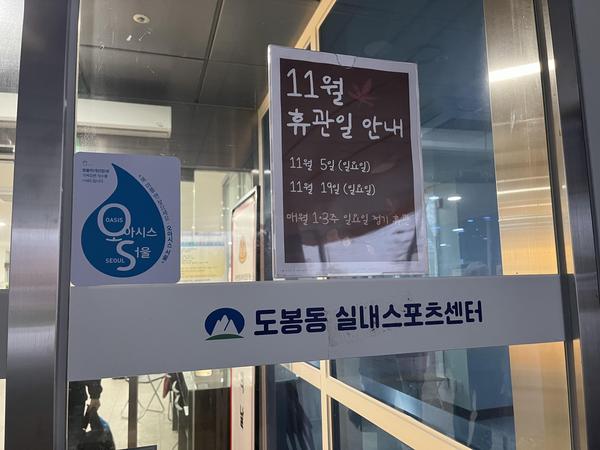 11월
휴관일 안내
11월 5일 (일요일)
11월 19일 (일요일)
매월 1·3주 일요일 정기 휴관
OASIS
오아시스
서울
SEOUL
도봉동 실내스포츠센터